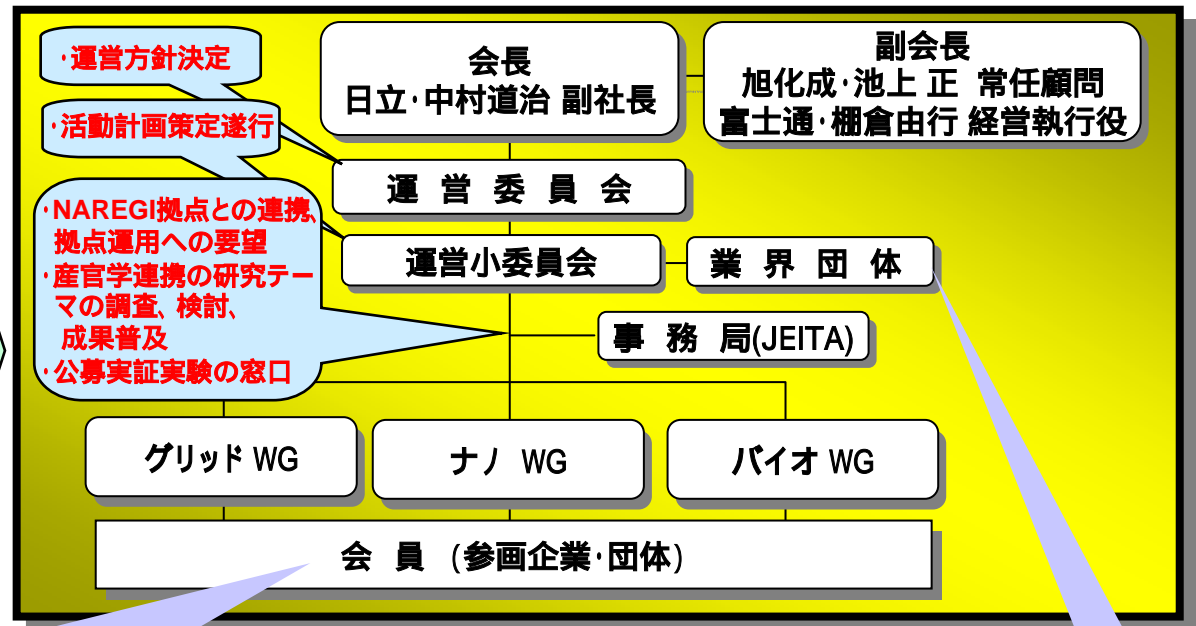 ・運営方針決定
会長
日立・中村道治 副社長
副会長
旭化成・池上 正 常任顧問
富士通・棚倉由行 経営執行役
・活動計画策定遂行
運 営 委 員 会
・NAREGI拠点との連携、
拠点運用への要望
・産官学連携の研究テー
マの調査、検討、
成果普及
・公募実証実験の窓口
運営小委員会
業 界 団 体
事 務 局(JEITA)
グリッド WG
ナノ WG
バイオ WG
会 員 (参画企業・団体)